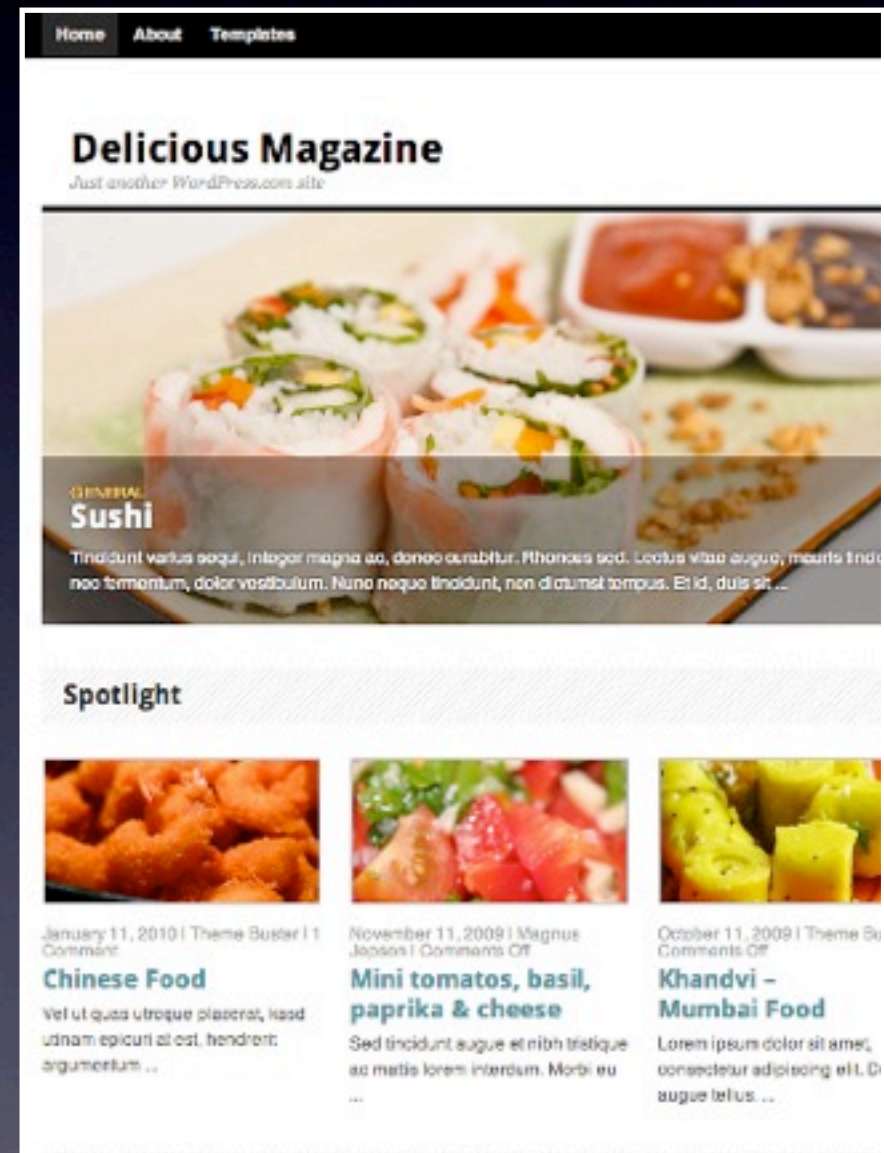 Home About Templates
Delicious Magazine
Just another WordPress.com site
GENERAL
Sushi
Tincidunt varius sequi, integer magna ac, donec curabitur. Rhoncus sed. Lectus vitae augue, mauris
nec fermentum, dolor vestibulum. Nunc neque tincidunt, non dictumst tempus. Et id, duis sit ...
Spotlight
January 11, 2010 | Theme Buster | 1
Comment
Chinese Food
Vel ut quas utroque placerat, kasd
utinam epicuri at est, hendrerit
argumentum ...
November 11, 2009 | Magnus
Jepson | Comments Off
Mini tomatos, basil,
paprika & cheese
Sed tincidunt augue et nibh tristique
ac mattis lorem interdum. Morbi eu
...
October 11, 2009 | Theme
Comments Off
Khandvi –
Mumbai Food
Lorem ipsum dolor sit amet,
consectetur adipiscing elit.
augue tellus. ...